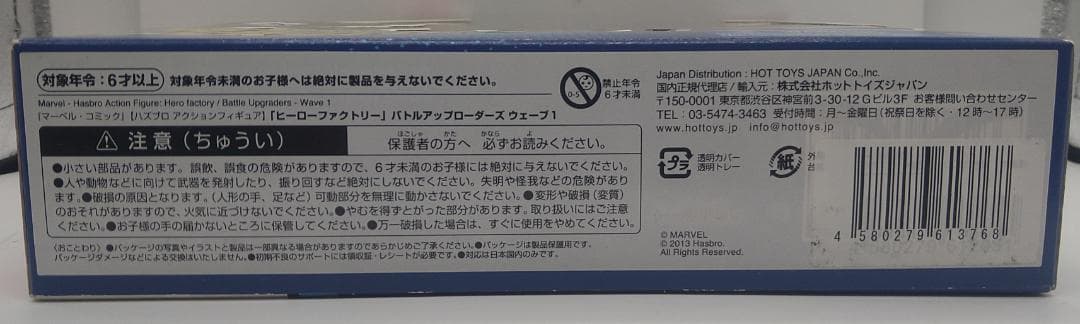 対象年令：6才以上 対象年令未満のお子様へは絶対に製品を与えないでください。
0-5
禁止年令
6才未満
Marvel - Hasbro Action Figure: Hero factory / Battle Upgraders - Wave 1
「マーベル・コミック」【ハズブロ アクションフィギュア】「ヒーローファクトリー」バトルアップローダーズ ウェーブ1
注意（ちゅうい）
保護者の方へ 必ずお読みください。
ほごしゃ かた かなら よ
●小さい部品があります。誤飲、誤食の危険がありますので、6才未満のお子様には絶対に与えないでください。
●人や動物などに向けて武器を発射したり、振り回すなど絶対にしないでください。失明や怪我などの危険があり
ます。●破損の原因となります。（人形の手、足など）可動部分を無理に動かさないでください。●変形や破損（変質）
のおそれがありますので、火気に近づけないでください。●やむを得ずとがった部分があります。取り扱いにはご注意
ください。●お子様の手の届かないところに保管してください。●万一破損した場合は、すぐに使用をやめてください。
（おことわり）●パッケージの写真やイラストと製品は一部異なる場合がありますのであらかじめご了承ください。●パッケージは製品保護用です。
パッケージダメージなどによる交換はいたしません。●初期不良のサポートには領収証・レシートが必要です。●対応は日本国内のみです。
Japan Distribution : HOT TOYS JAPAN Co.,Inc.
国内正規代理店／輸入元：株式会社ホットトイズジャパン
〒150-0001 東京都渋谷区神宮前3-30-12 Gビル3F お客様問い合わせセンター
TEL : 03-5474-3463 受付時間：月～金曜日（祝祭日を除く・12時～17時）
www.hottoys.jp info@hottoys.jp
プラ
透明カバー
透明トレー
紙
外
台
© MARVEL
© 2013 Hasbro.
All Rights Reserved.
4 580279 613768